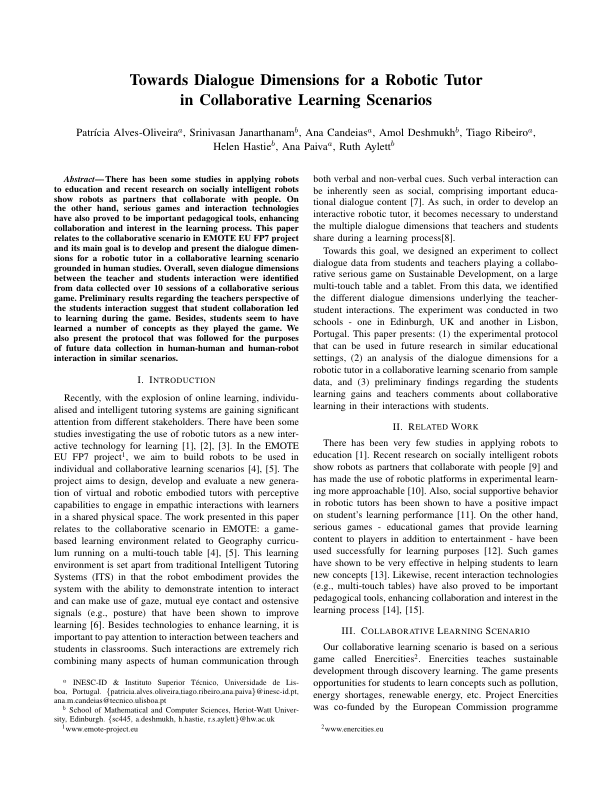 Towards Dialogue Dimensions for a Robotic Tutor
in Collaborative Learning Scenarios
Patrícia Alves-Oliveiraᵃ, Srinivasan Janarthanamᵇ, Ana Candeiasᵃ, Amol Deshmukhᵇ, Tiago Ribeiroᵃ,
Helen Hastieᵇ, Ana Paivaᵃ, Ruth Aylettᵇ
Abstract—There has been some studies in applying robots
to education and recent research on socially intelligent robots
show robots as partners that collaborate with people. On
the other hand, serious games and interaction technologies
have also proved to be important pedagogical tools, enhancing
collaboration and interest in the learning process. This paper
relates to the collaborative scenario in EMOTE EU FP7 project
and its main goal is to develop and present the dialogue dimen-
sions for a robotic tutor in a collaborative learning scenario
grounded in human studies. Overall, seven dialogue dimensions
between the teacher and students interaction were identified
from data collected over 10 sessions of a collaborative serious
game. Preliminary results regarding the teachers perspective
of the students interaction suggest that student collaboration
led to learning during the game. Besides, students seem to have
learned a number of concepts as they played the game. We
also present the protocol that was followed for the purposes
of future data collection in human-human and human-robot
interaction in similar scenarios.
I. INTRODUCTION
Recently, with the explosion of online learning, individu-
alised and intelligent tutoring systems are gaining significant
attention from different stakeholders. There have been some
studies investigating the use of robotic tutors as a new inter-
active technology for learning [1], [2], [3]. In the EMOTE
EU FP7 project¹, we aim to build robots to be used in
individual and collaborative learning scenarios [4], [5]. The
project aims to design, develop and evaluate a new genera-
tion of virtual and robotic embodied tutors with perceptive
capabilities to engage in empathic interactions with learners
in a shared physical space. The work presented in this paper
relates to the collaborative scenario in EMOTE: a game-
based learning environment related to Geography curricu-
lum running on a multi-touch table [4], [5]. This learning
environment is set apart from traditional Intelligent Tutoring
Systems (ITS) in that the robot embodiment provides the
system with the ability to demonstrate intention to interact
and can make use of gaze, mutual eye contact and ostensive
signals (e.g., posture) that have been shown to improve
learning [6]. Besides technologies to enhance learning, it is
important to pay attention to interaction between teachers and
students in classrooms. Such interactions are extremely rich
combining many aspects of human communication through
ᵃ INESC-ID & Instituto Superior Técnico, Universidade de Lis-
boa, Portugal. {patricia.alves.oliveira,tiago.ribeiro,ana.paiva}@inesc-id.pt,
ana.m.candeias@tecnico.ulisboa.pt
ᵇ School of Mathematical and Computer Sciences, Heriot-Watt Univer-
sity. Edinburgh. {sc445, a.deshmukh, h.hastie, r.s.aylett}@hw.ac.uk
¹www.emote-project.eu
both verbal and non-verbal cues. Such verbal interaction can
be inherently seen as social, comprising important educa-
tional dialogue content [7]. As such, in order to develop an
interactive robotic tutor, it becomes necessary to understand
the multiple dialogue dimensions that teachers and students
share during a learning process[8].
Towards this goal, we designed an experiment to collect
dialogue data from students and teachers playing a collabo-
rative serious game on Sustainable Development, on a large
multi-touch table and a tablet. From this data, we identified
the different dialogue dimensions underlying the teacher-
student interactions. The experiment was conducted in two
schools - one in Edinburgh, UK and another in Lisbon,
Portugal. This paper presents: (1) the experimental protocol
that can be used in future research in similar educational
settings, (2) an analysis of the dialogue dimensions for a
robotic tutor in a collaborative learning scenario from sample
data, and (3) preliminary findings regarding the students
learning gains and teachers comments about collaborative
learning in their interactions with students.
II. RELATED WORK
There has been very few studies in applying robots to
education [1]. Recent research on socially intelligent robots
show robots as partners that collaborate with people [9] and
has made the use of robotic platforms in experimental learn-
ing more approachable [10]. Also, social supportive behavior
in robotic tutors has been shown to have a positive impact
on student's learning performance [11]. On the other hand,
serious games - educational games that provide learning
content to players in addition to entertainment - have been
used successfully for learning purposes [12]. Such games
have shown to be very effective in helping students to learn
new concepts [13]. Likewise, recent interaction technologies
(e.g., multi-touch tables) have also proved to be important
pedagogical tools, enhancing collaboration and interest in the
learning process [14], [15].
III. COLLABORATIVE LEARNING SCENARIO
Our collaborative learning scenario is based on a serious
game called Enercities². Enercities teaches sustainable
development through discovery learning. The game presents
opportunities for students to learn concepts such as pollution,
energy shortages, renewable energy, etc. Project Enercities
was co-funded by the European Commission programme
²www.enercities.eu